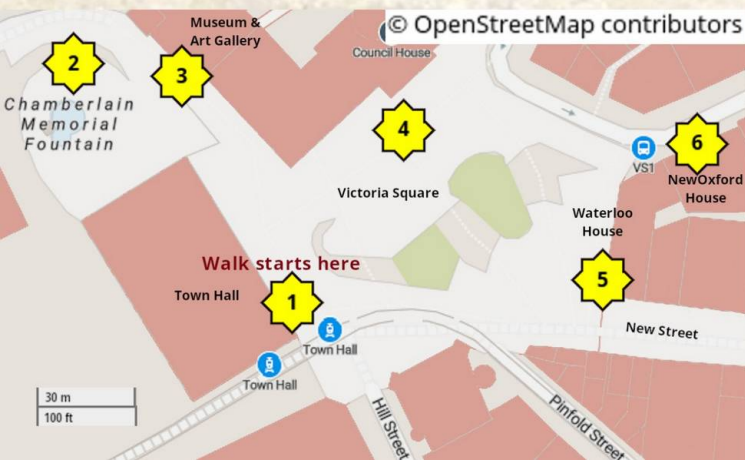 © OpenStreetMap contributors
Museum &
Art Gallery
Council House
2
3
Chamberlain
Memorial
Fountain
4
6
VS1
NewOxford
House
Victoria Square
Waterloo
House
Walk starts here
5
Town Hall
1
New Street
Town Hall
Town Hall
30 m
100 ft
Hill Street
Pinfold Street